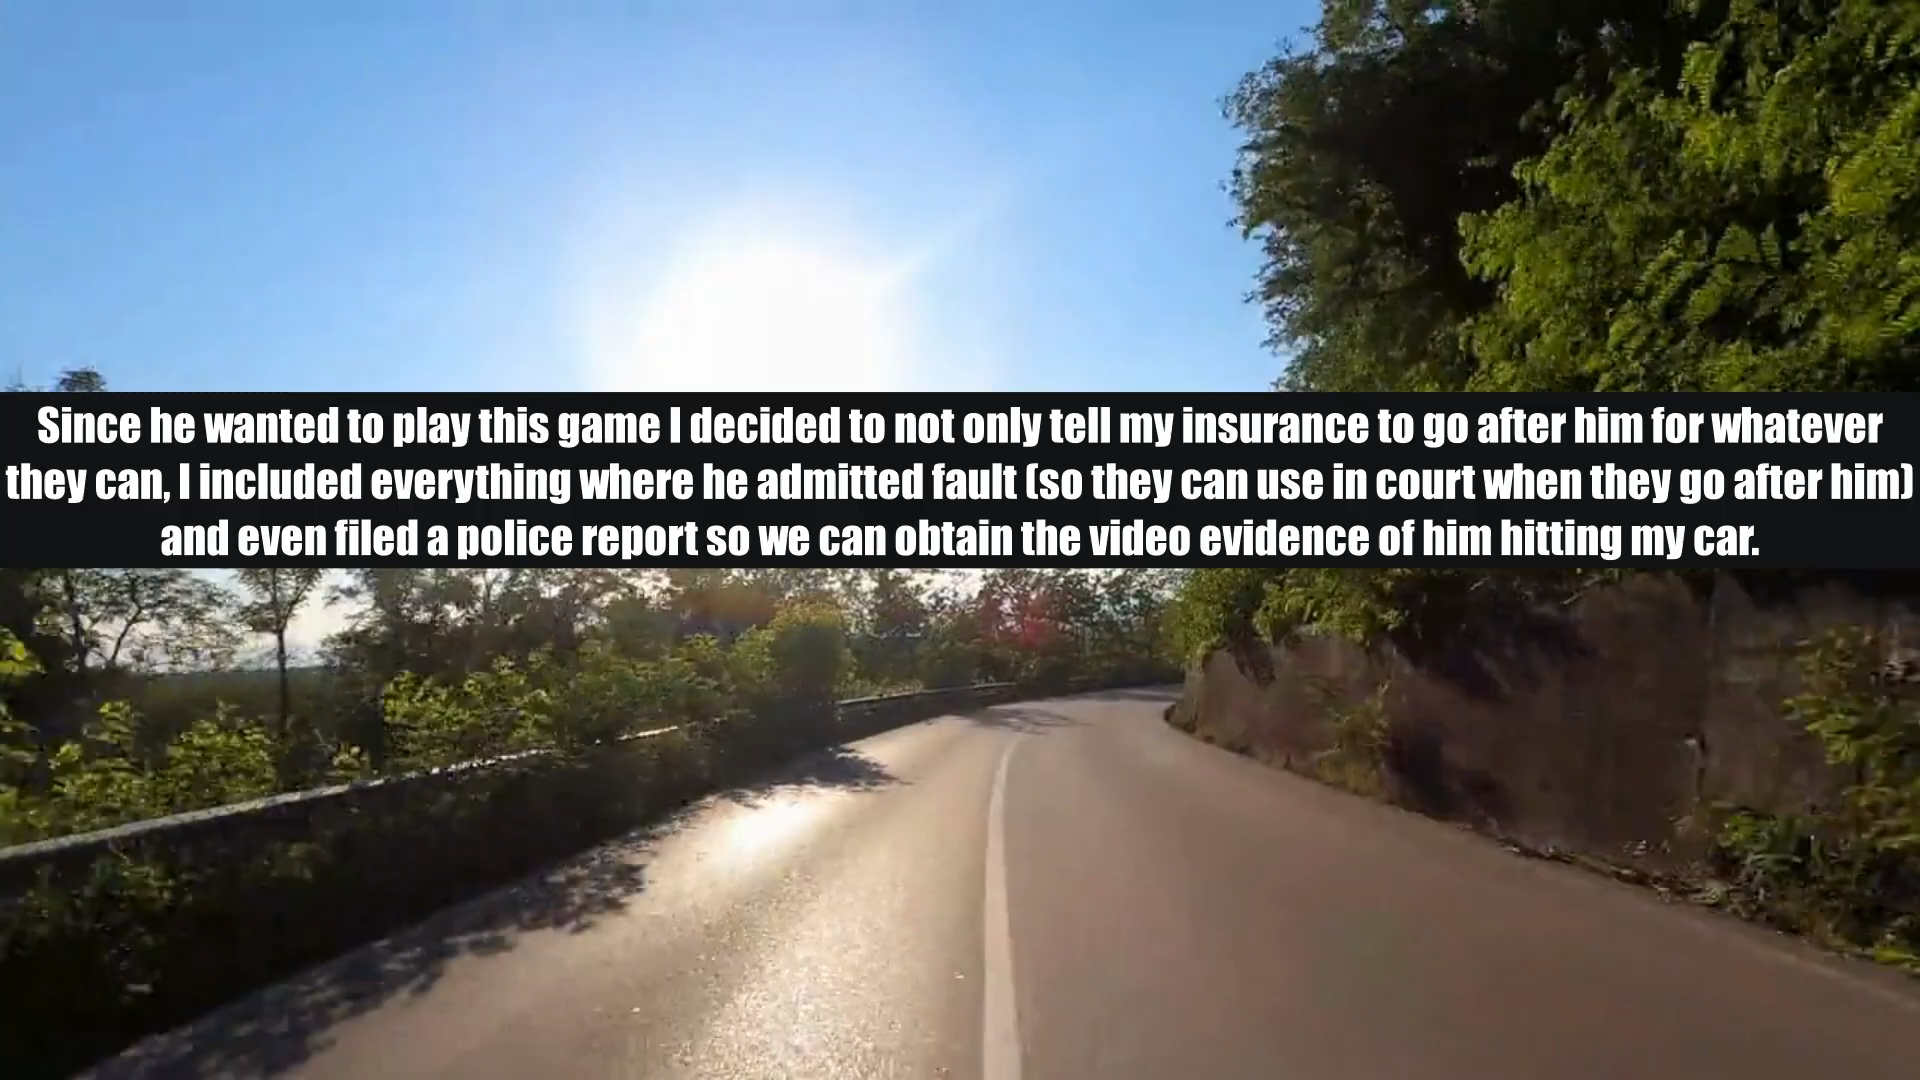 Since he wanted to play this game I decided to not only tell my insurance to go after him for whatever
they can, I included everything where he admitted fault (so they can use in court when they go after him)
and even filed a police report so we can obtain the video evidence of him hitting my car.